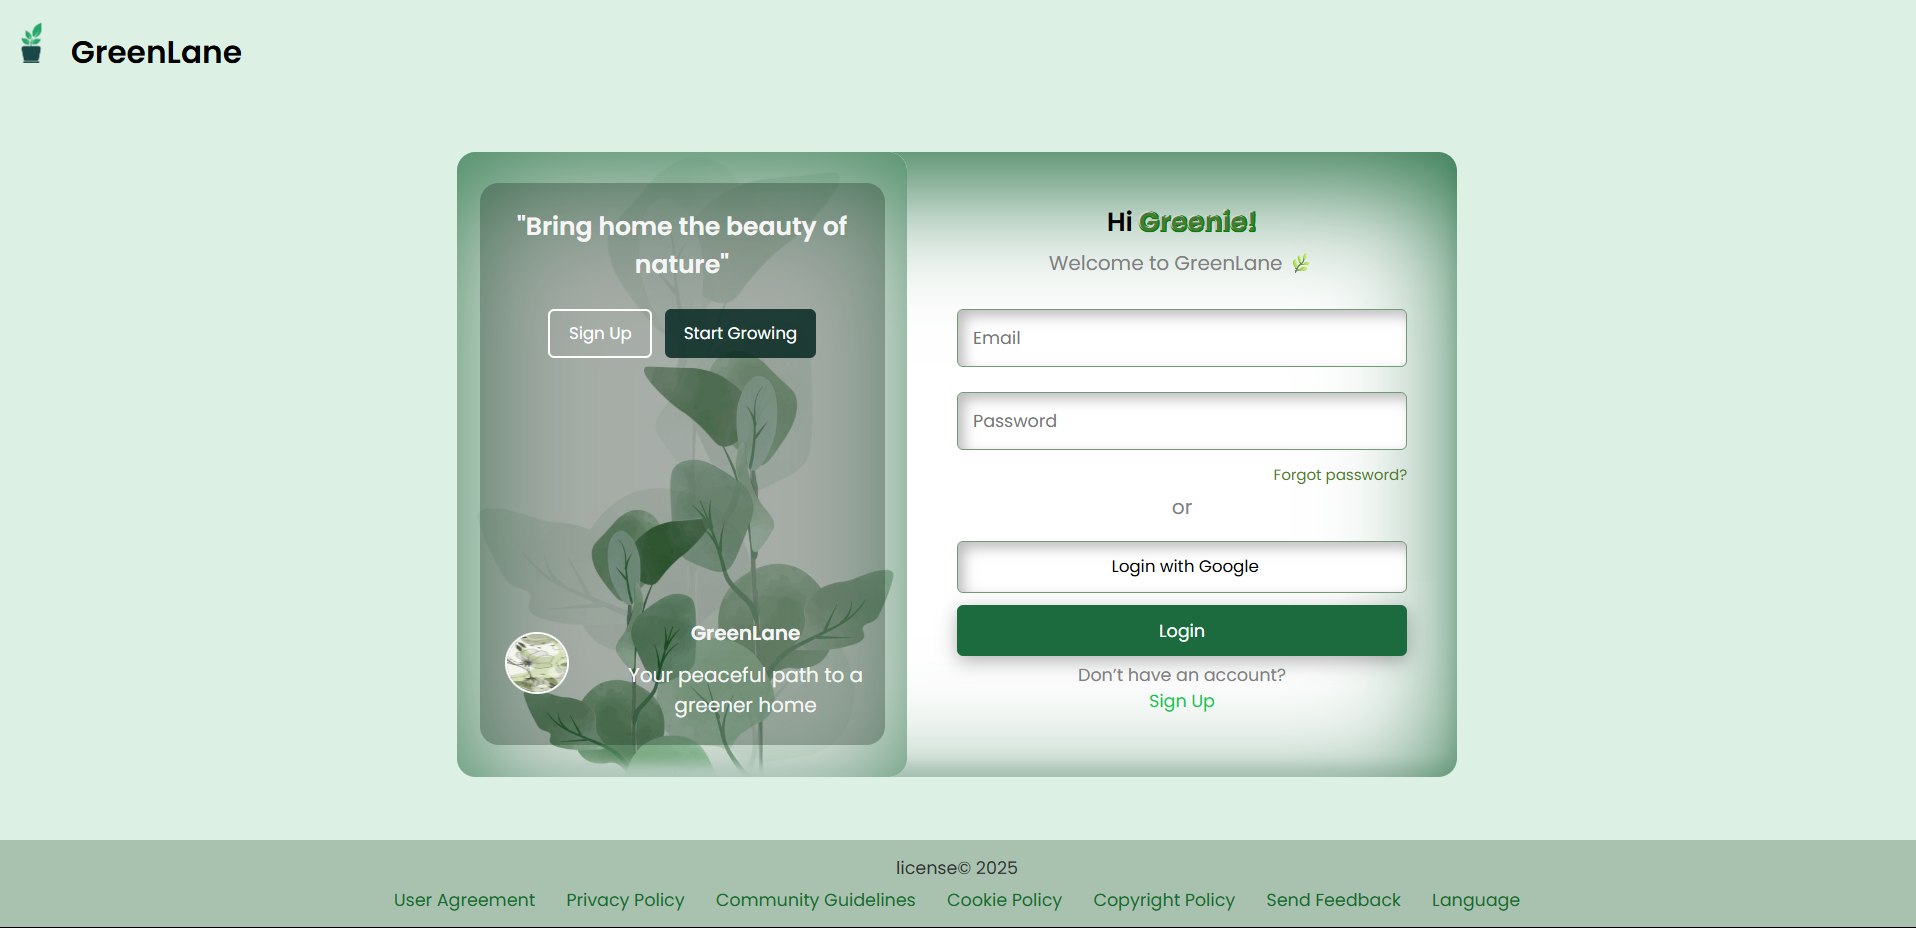 GreenLane
"Bring home the beauty of
nature"
Sign Up
Start Growing
GreenLane
Your peaceful path to a
greener home
Hi Greenie!
Welcome to GreenLane 🌿
Email
Password
Forgot password?
or
Login with Google
Login
Don’t have an account?
Sign Up
license© 2025
User Agreement Privacy Policy Community Guidelines Cookie Policy Copyright Policy Send Feedback Language